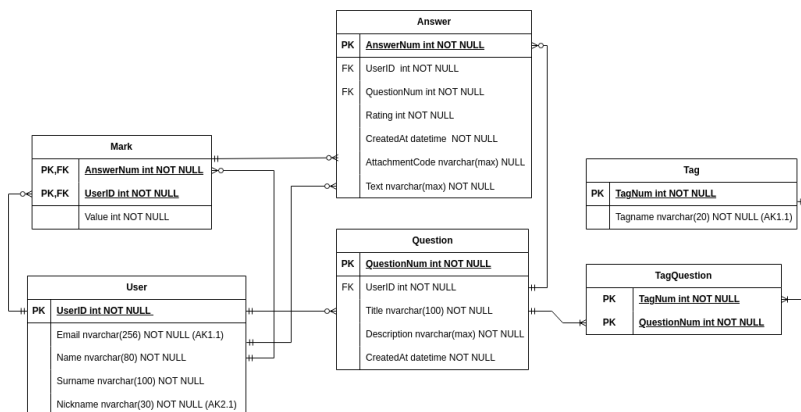 Answer
PK AnswerNum int NOT NULL
FK UserID int NOT NULL
FK QuestionNum int NOT NULL
Rating int NOT NULL
CreatedAt datetime NOT NULL
AttachmentCode nvarchar(max) NULL
Text nvarchar(max) NOT NULL
Mark
PK,FK AnswerNum int NOT NULL
PK,FK UserID int NOT NULL
Value int NOT NULL
Tag
PK TagNum int NOT NULL
Tagname nvarchar(20) NOT NULL (AK1.1)
Question
PK QuestionNum int NOT NULL
FK UserID int NOT NULL
Title nvarchar(100) NOT NULL
Description nvarchar(max) NOT NULL
CreatedAt datetime NOT NULL
TagQuestion
PK TagNum int NOT NULL
PK QuestionNum int NOT NULL
User
PK UserID int NOT NULL
Email nvarchar(256) NOT NULL (AK1.1)
Name nvarchar(80) NOT NULL
Surname nvarchar(100) NOT NULL
Nickname nvarchar(30) NOT NULL (AK2.1)